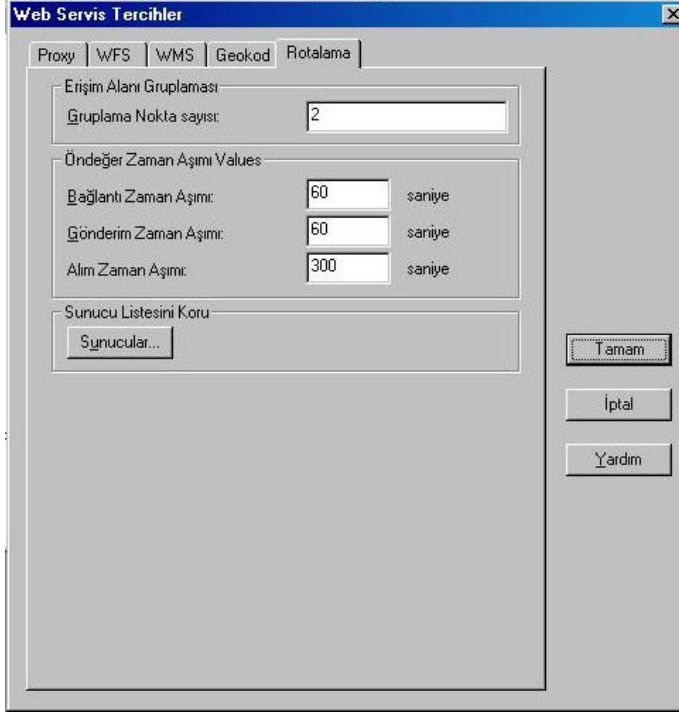 Web Servis Tercihler
Proxy WFS WMS Geokod Rotalama
Erişim Alanı Gruplaması
Gruplama Nokta sayısı: 2
Öndeğer Zaman Aşımı Values
Bağlantı Zaman Aşımı: 60 saniye
Gönderim Zaman Aşımı: 60 saniye
Alım Zaman Aşımı: 300 saniye
Sunucu Listesini Koru
Sunucular...
Tamam
İptal
Yardım